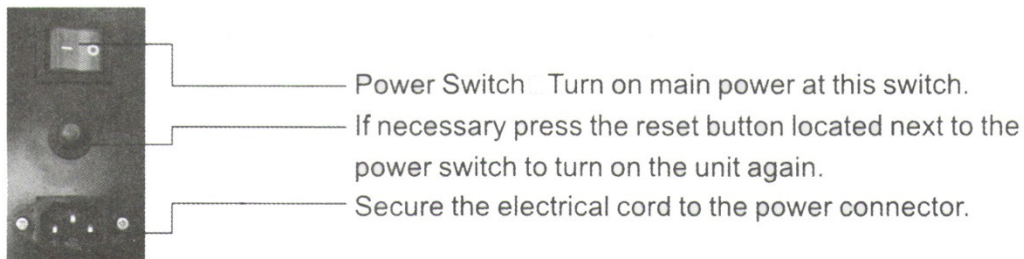 Power Switch Turn on main power at this switch.
If necessary press the reset button located next to the
power switch to turn on the unit again.
Secure the electrical cord to the power connector.